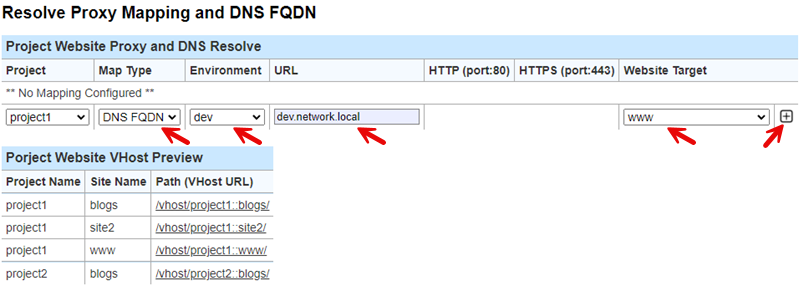 Resolve Proxy Mapping and DNS FQDN
Project Website Proxy and DNS Resolve
Project Map Type Environment URL HTTP (port:80) HTTPS (port:443) Website Target
** No Mapping Configured **
project1 DNS FQDN dev dev.network.local www
Porject Website VHost Preview
Project Name Site Name Path (VHost URL)
project1 blogs /vhost/project1::blogs/
project1 site2 /vhost/project1::site2/
project1 www /vhost/project1::www/
project2 blogs /vhost/project2::blogs/